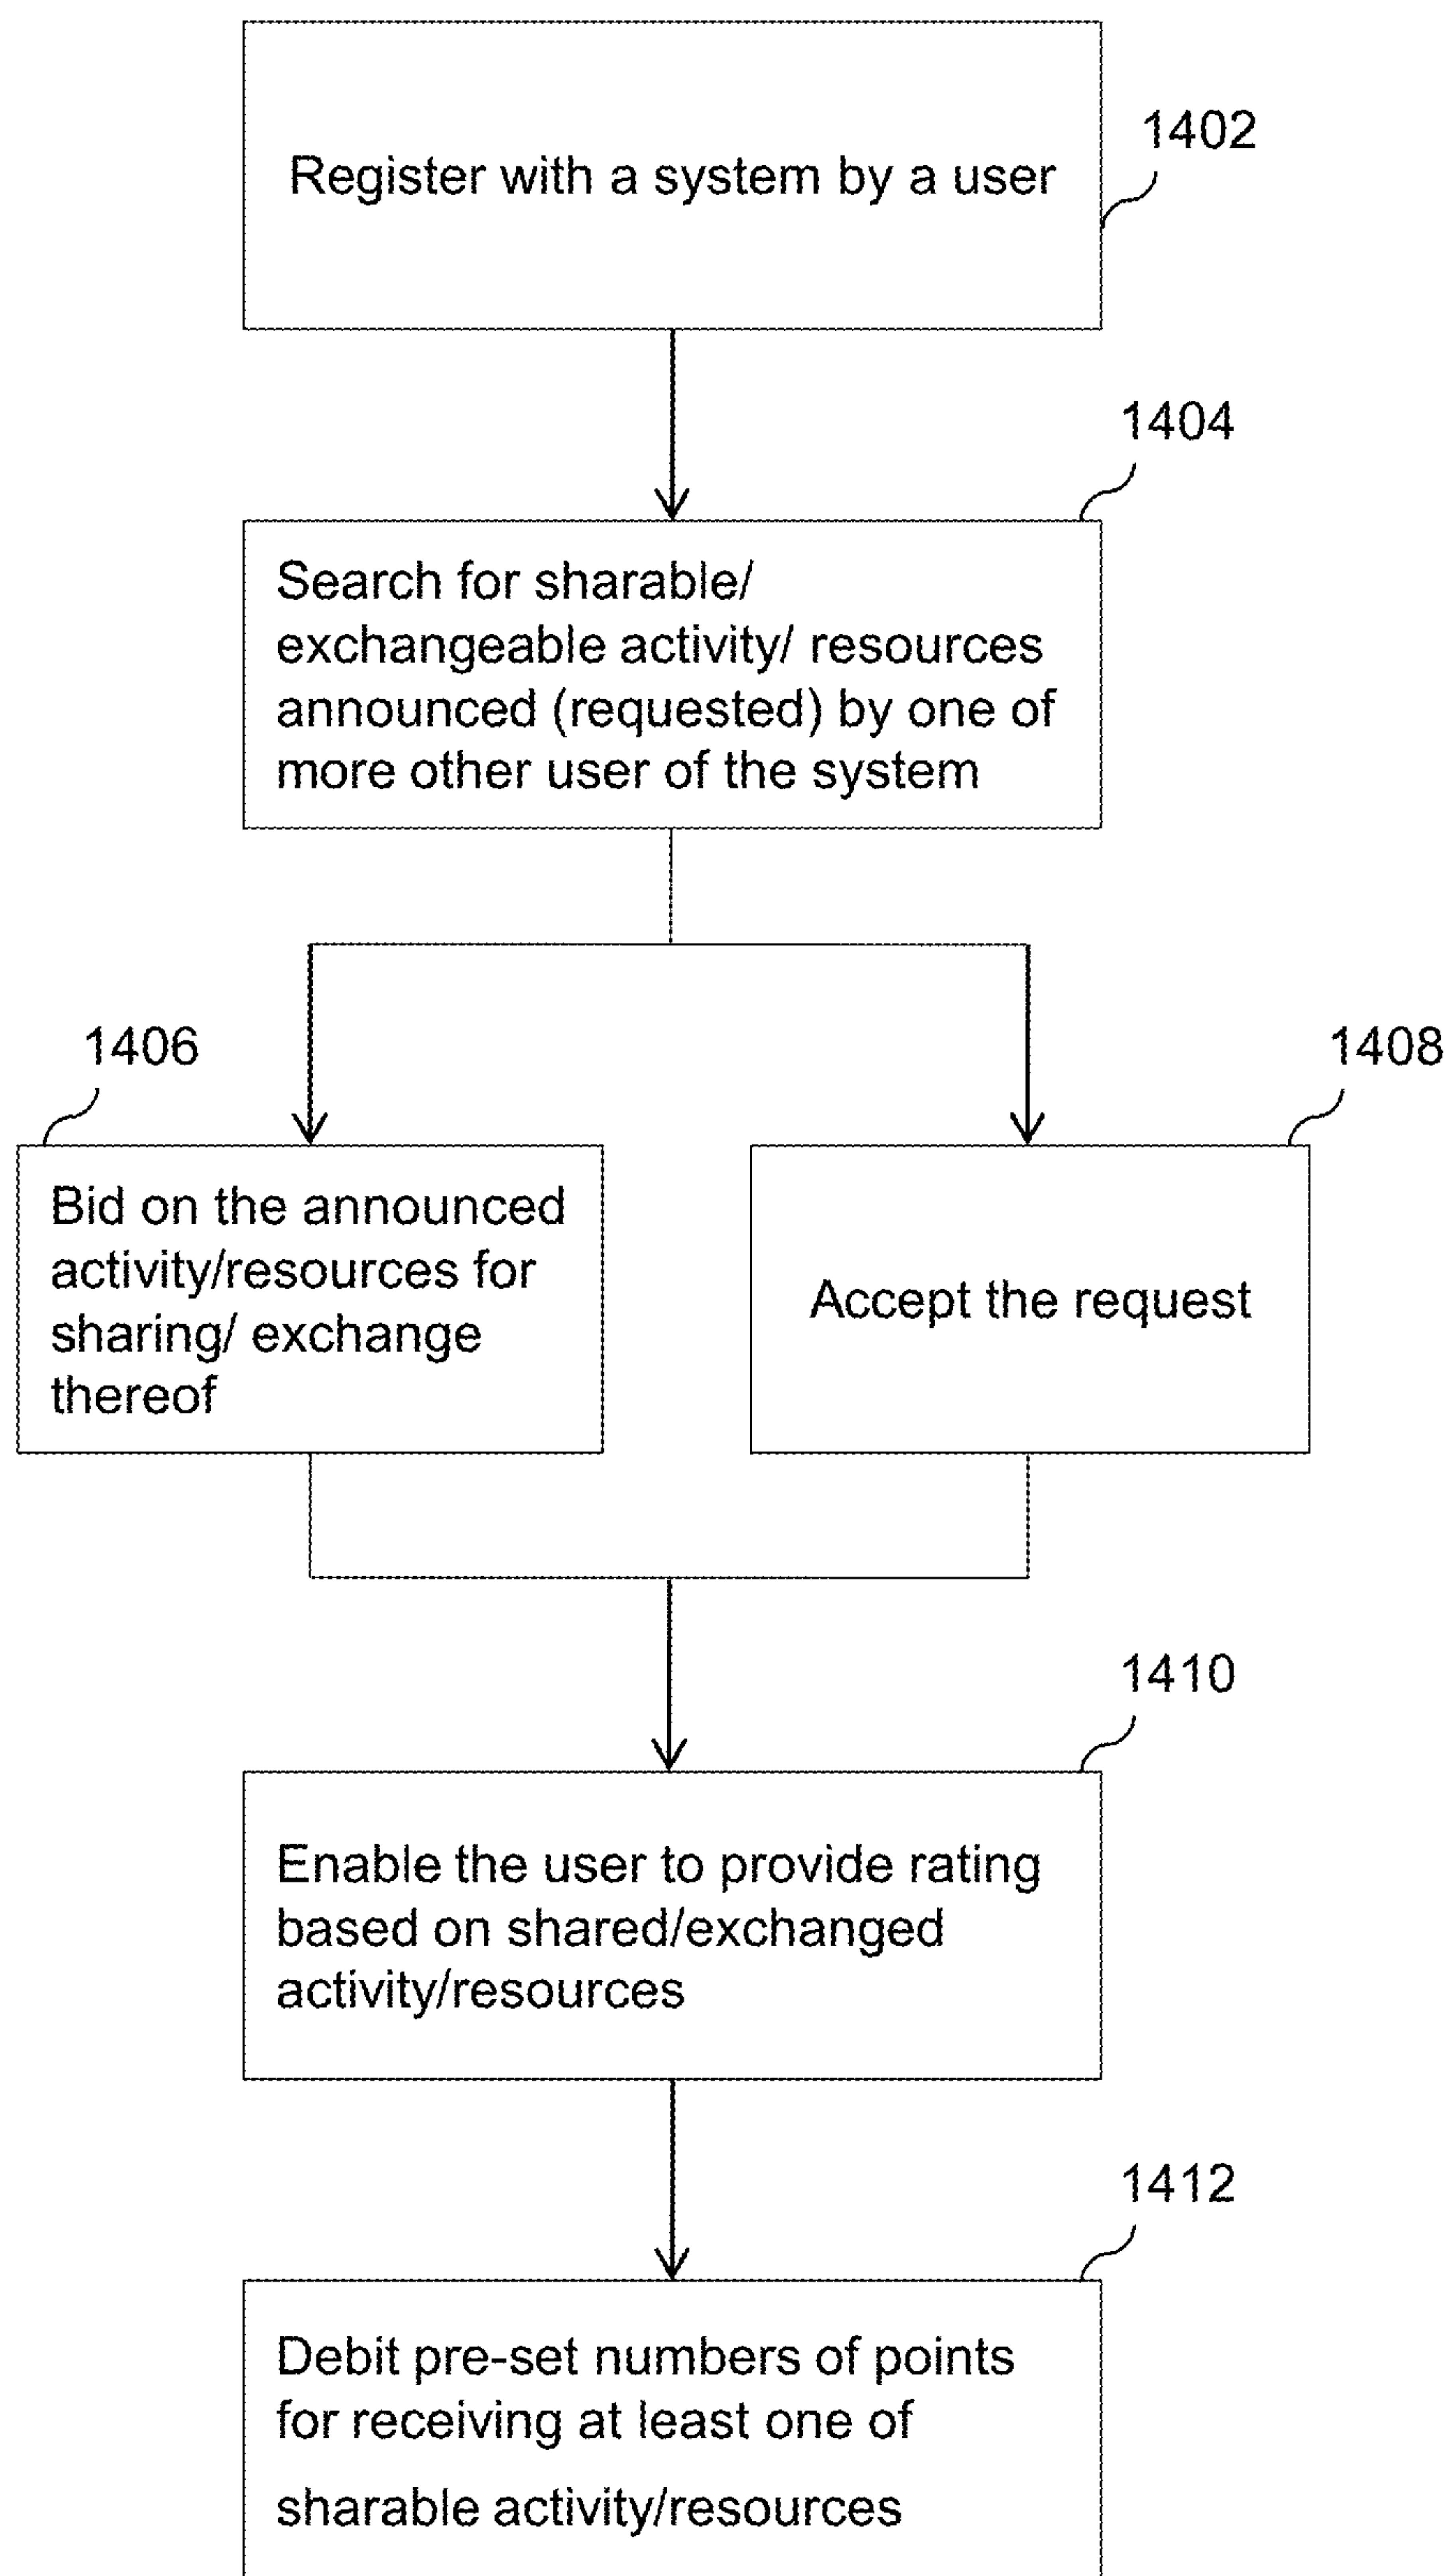 Register with a system by a user
1402
1404
Search for sharable/
exchangeable activity/ resources
announced (requested) by one of
more other user of the system
1406
1408
Bid on the announced
activity/resources for
sharing/ exchange
thereof
Accept the request
1410
Enable the user to provide rating
based on shared/exchanged
activity/resources
1412
Debit pre-set numbers of points
for receiving at least one of
sharable activity/resources